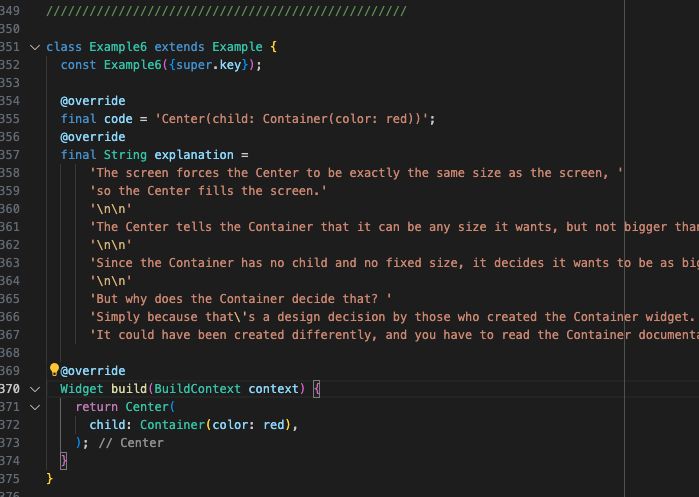 349 //////////////////////////////////////////////////
350
351 class Example6 extends Example {
352 const Example6({super.key});
353
354 @override
355 final code = 'Center(child: Container(color: red))';
356 @override
357 final String explanation =
358 'The screen forces the Center to be exactly the same size as the screen, '
359 'so the Center fills the screen.'
360 '\n\n'
361 'The Center tells the Container that it can be any size it wants, but not bigger than
362 '\n\n'
363 'Since the Container has no child and no fixed size, it decides it wants to be as big
364 '\n\n'
365 'But why does the Container decide that? '
366 'Simply because that\'s a design decision by those who created the Container widget.
367 'It could have been created differently, and you have to read the Container
368
369 @override
370 Widget build(BuildContext context) {
371 return Center(
372 child: Container(color: red),
373 ); // Center
374 }
375 }